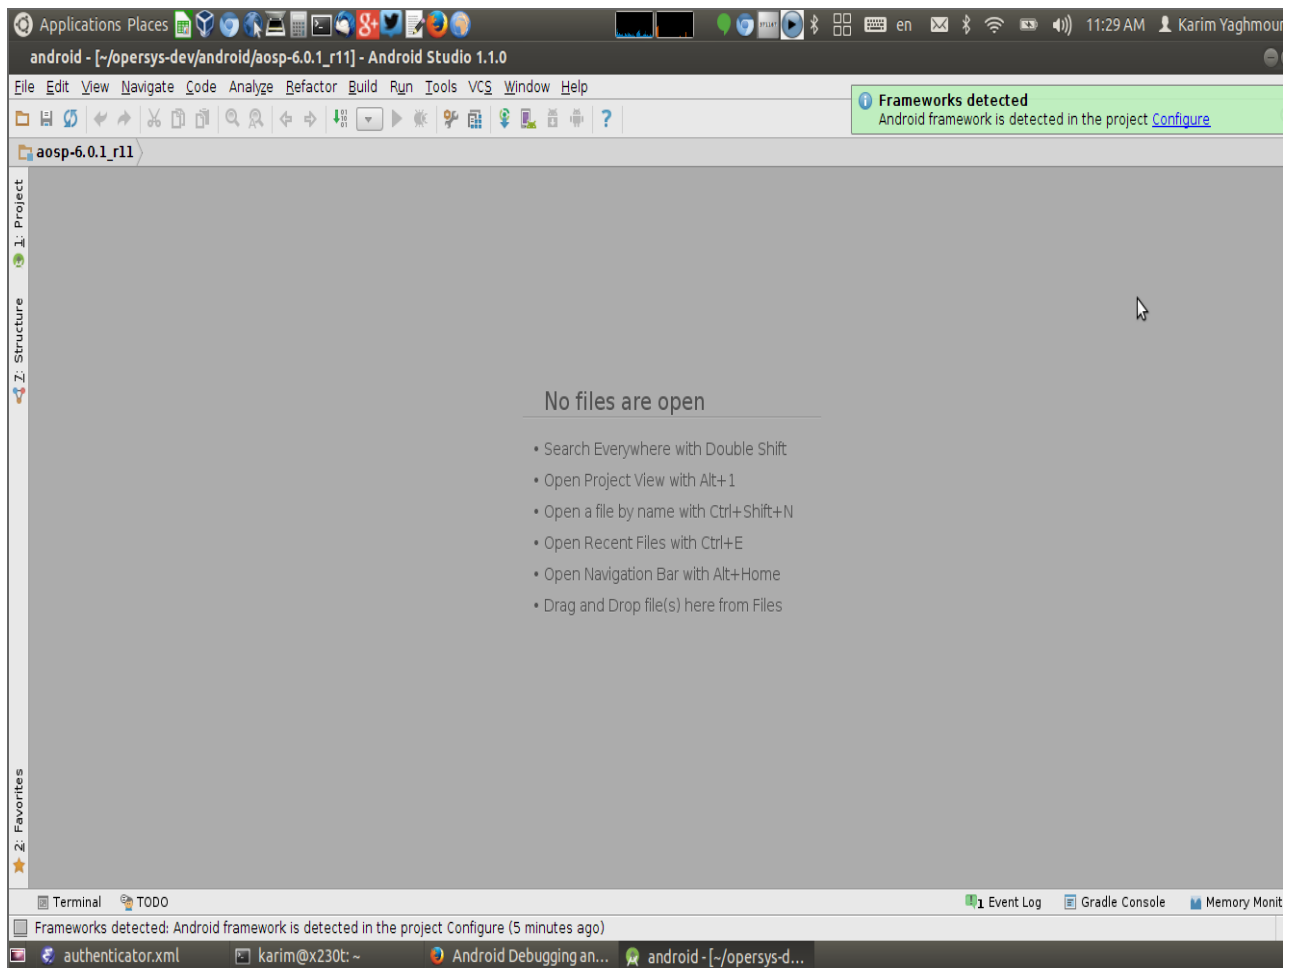 Applications Places en 11:29 AM Karim Yaghmour
android - [~/opersys-dev/android/aosp-6.0.1_r11] - Android Studio 1.1.0
File Edit View Navigate Code Analyze Refactor Build Run Tools VCS Window Help
Frameworks detected
Android framework is detected in the project Configure
aosp-6.0.1_r11
1: Project
7: Structure
No files are open
• Search Everywhere with Double Shift
• Open Project View with Alt+1
• Open a file by name with Ctrl+Shift+N
• Open Recent Files with Ctrl+E
• Open Navigation Bar with Alt+Home
• Drag and Drop file(s) here from Files
2: Favorites
Terminal TODO 1 Event Log Gradle Console Memory Monit
Frameworks detected: Android framework is detected in the project Configure (5 minutes ago)
authenticator.xml karim@x230t: ~ Android Debugging an... android - [~/opersys-d...